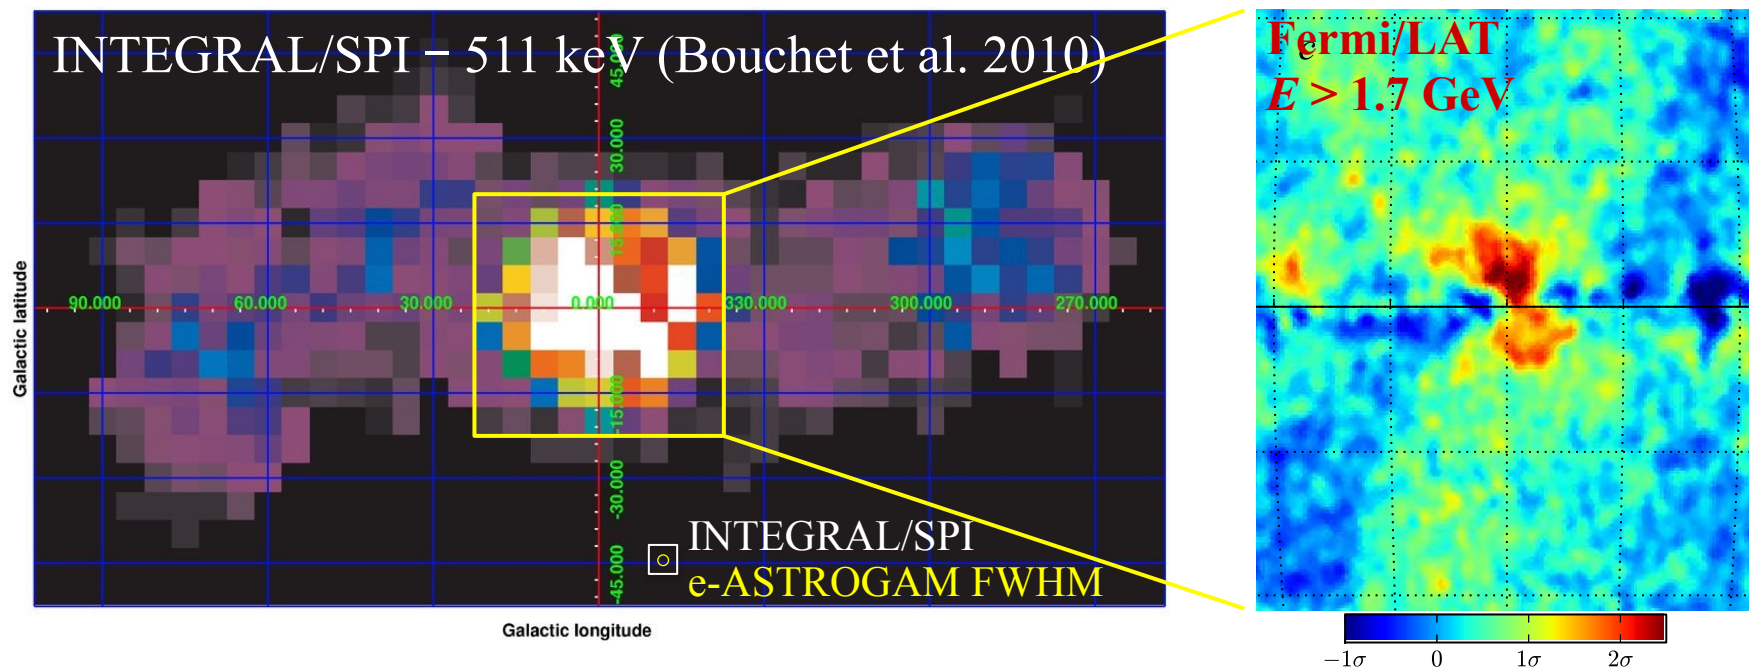 INTEGRAL/SPI – 511 keV (Bouchet et al. 2010)
45.000
30.000
15.000
90.000 60.000 30.000 0.000 330.000 300.000 270.000
-15.000
-30.000
-45.000
Galactic latitude
INTEGRAL/SPI
e-ASTROGAM FWHM
Galactic longitude
Fermi/LAT
E > 1.7 GeV
−1σ 0 1σ 2σ